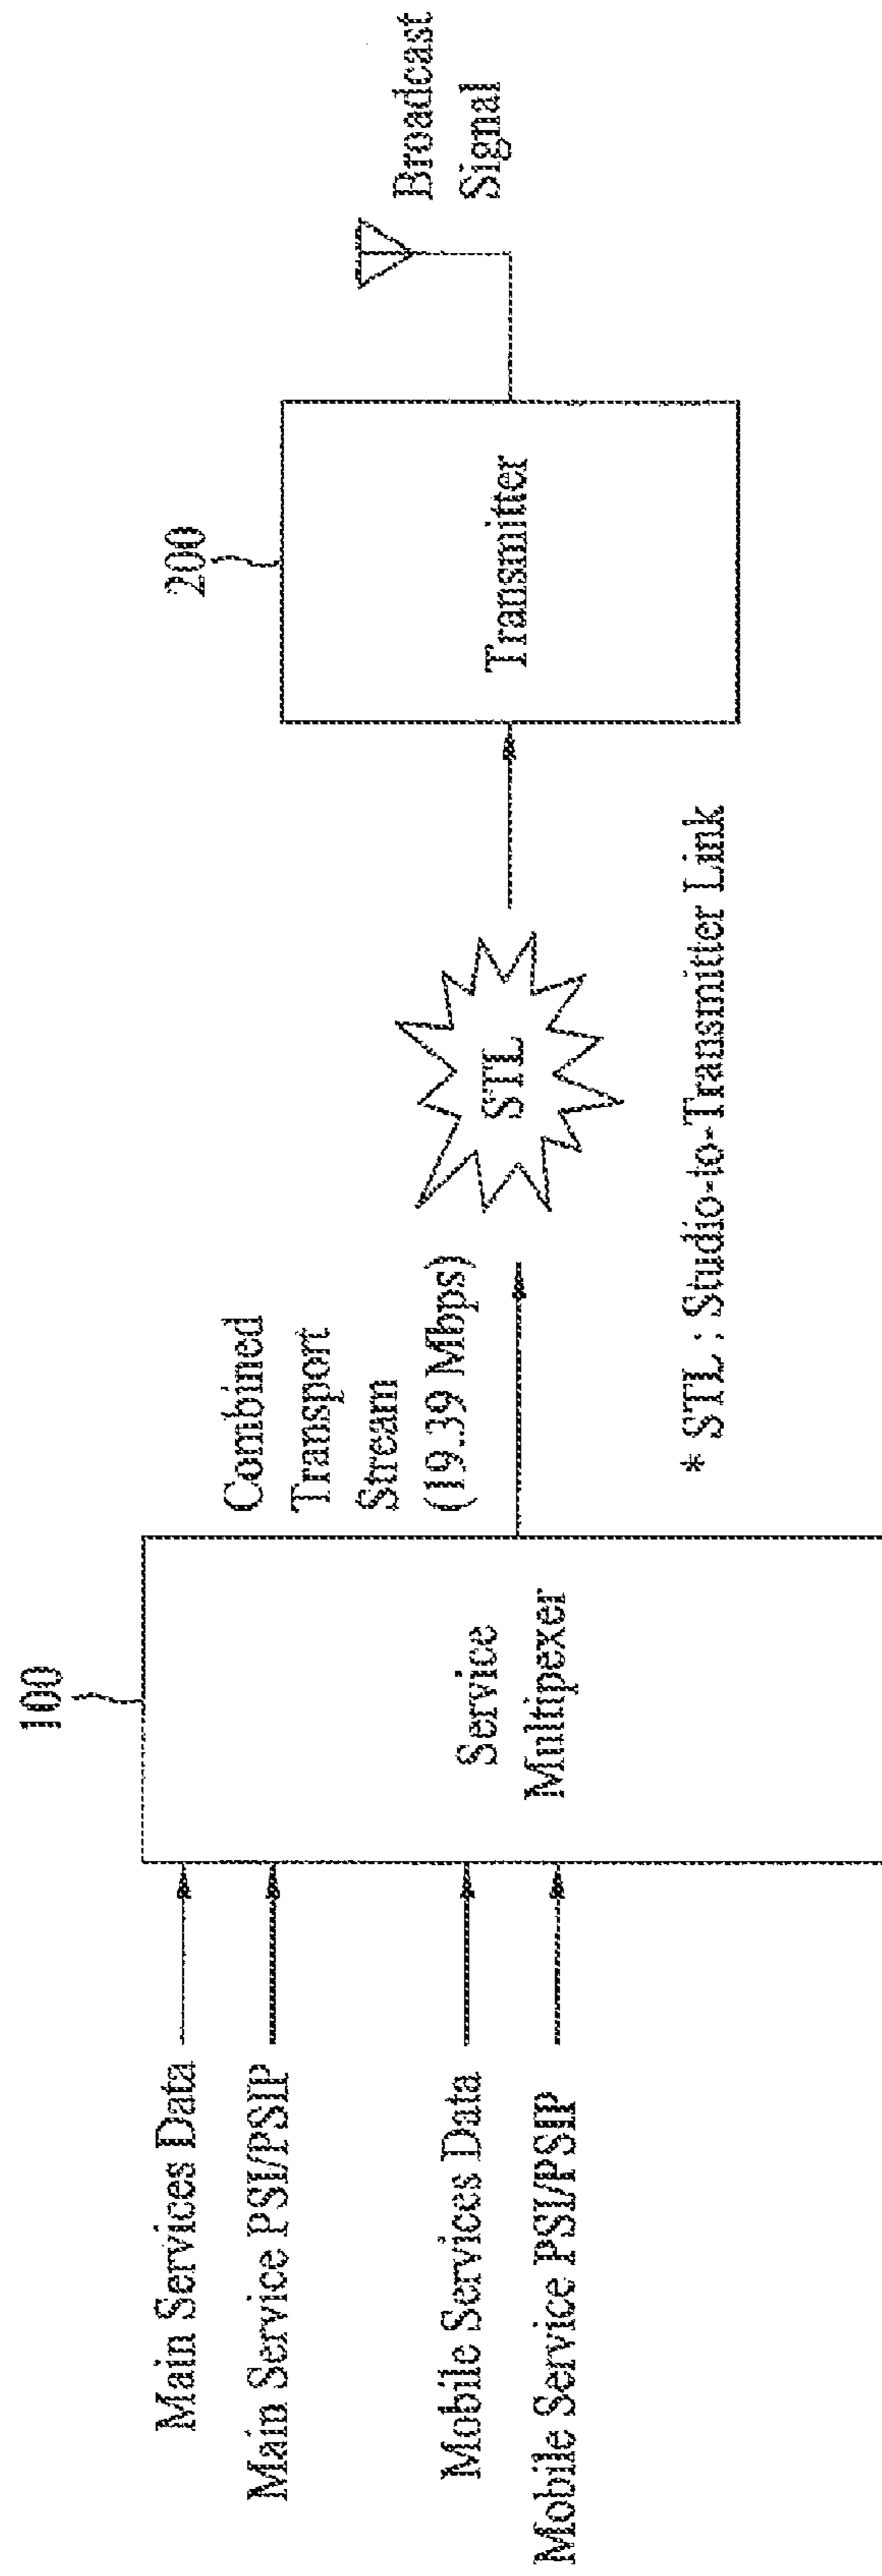 Main Services Data
Main Service PSI/PSIP
Mobile Services Data
Mobile Service PSI/PSIP
100
Service
Multipexer
Combined
Transport
Stream
(19.39 Mbps)
STL
* STL : Studio-to-Transmitter Link
200
Transmitter
Broadcast
Signal